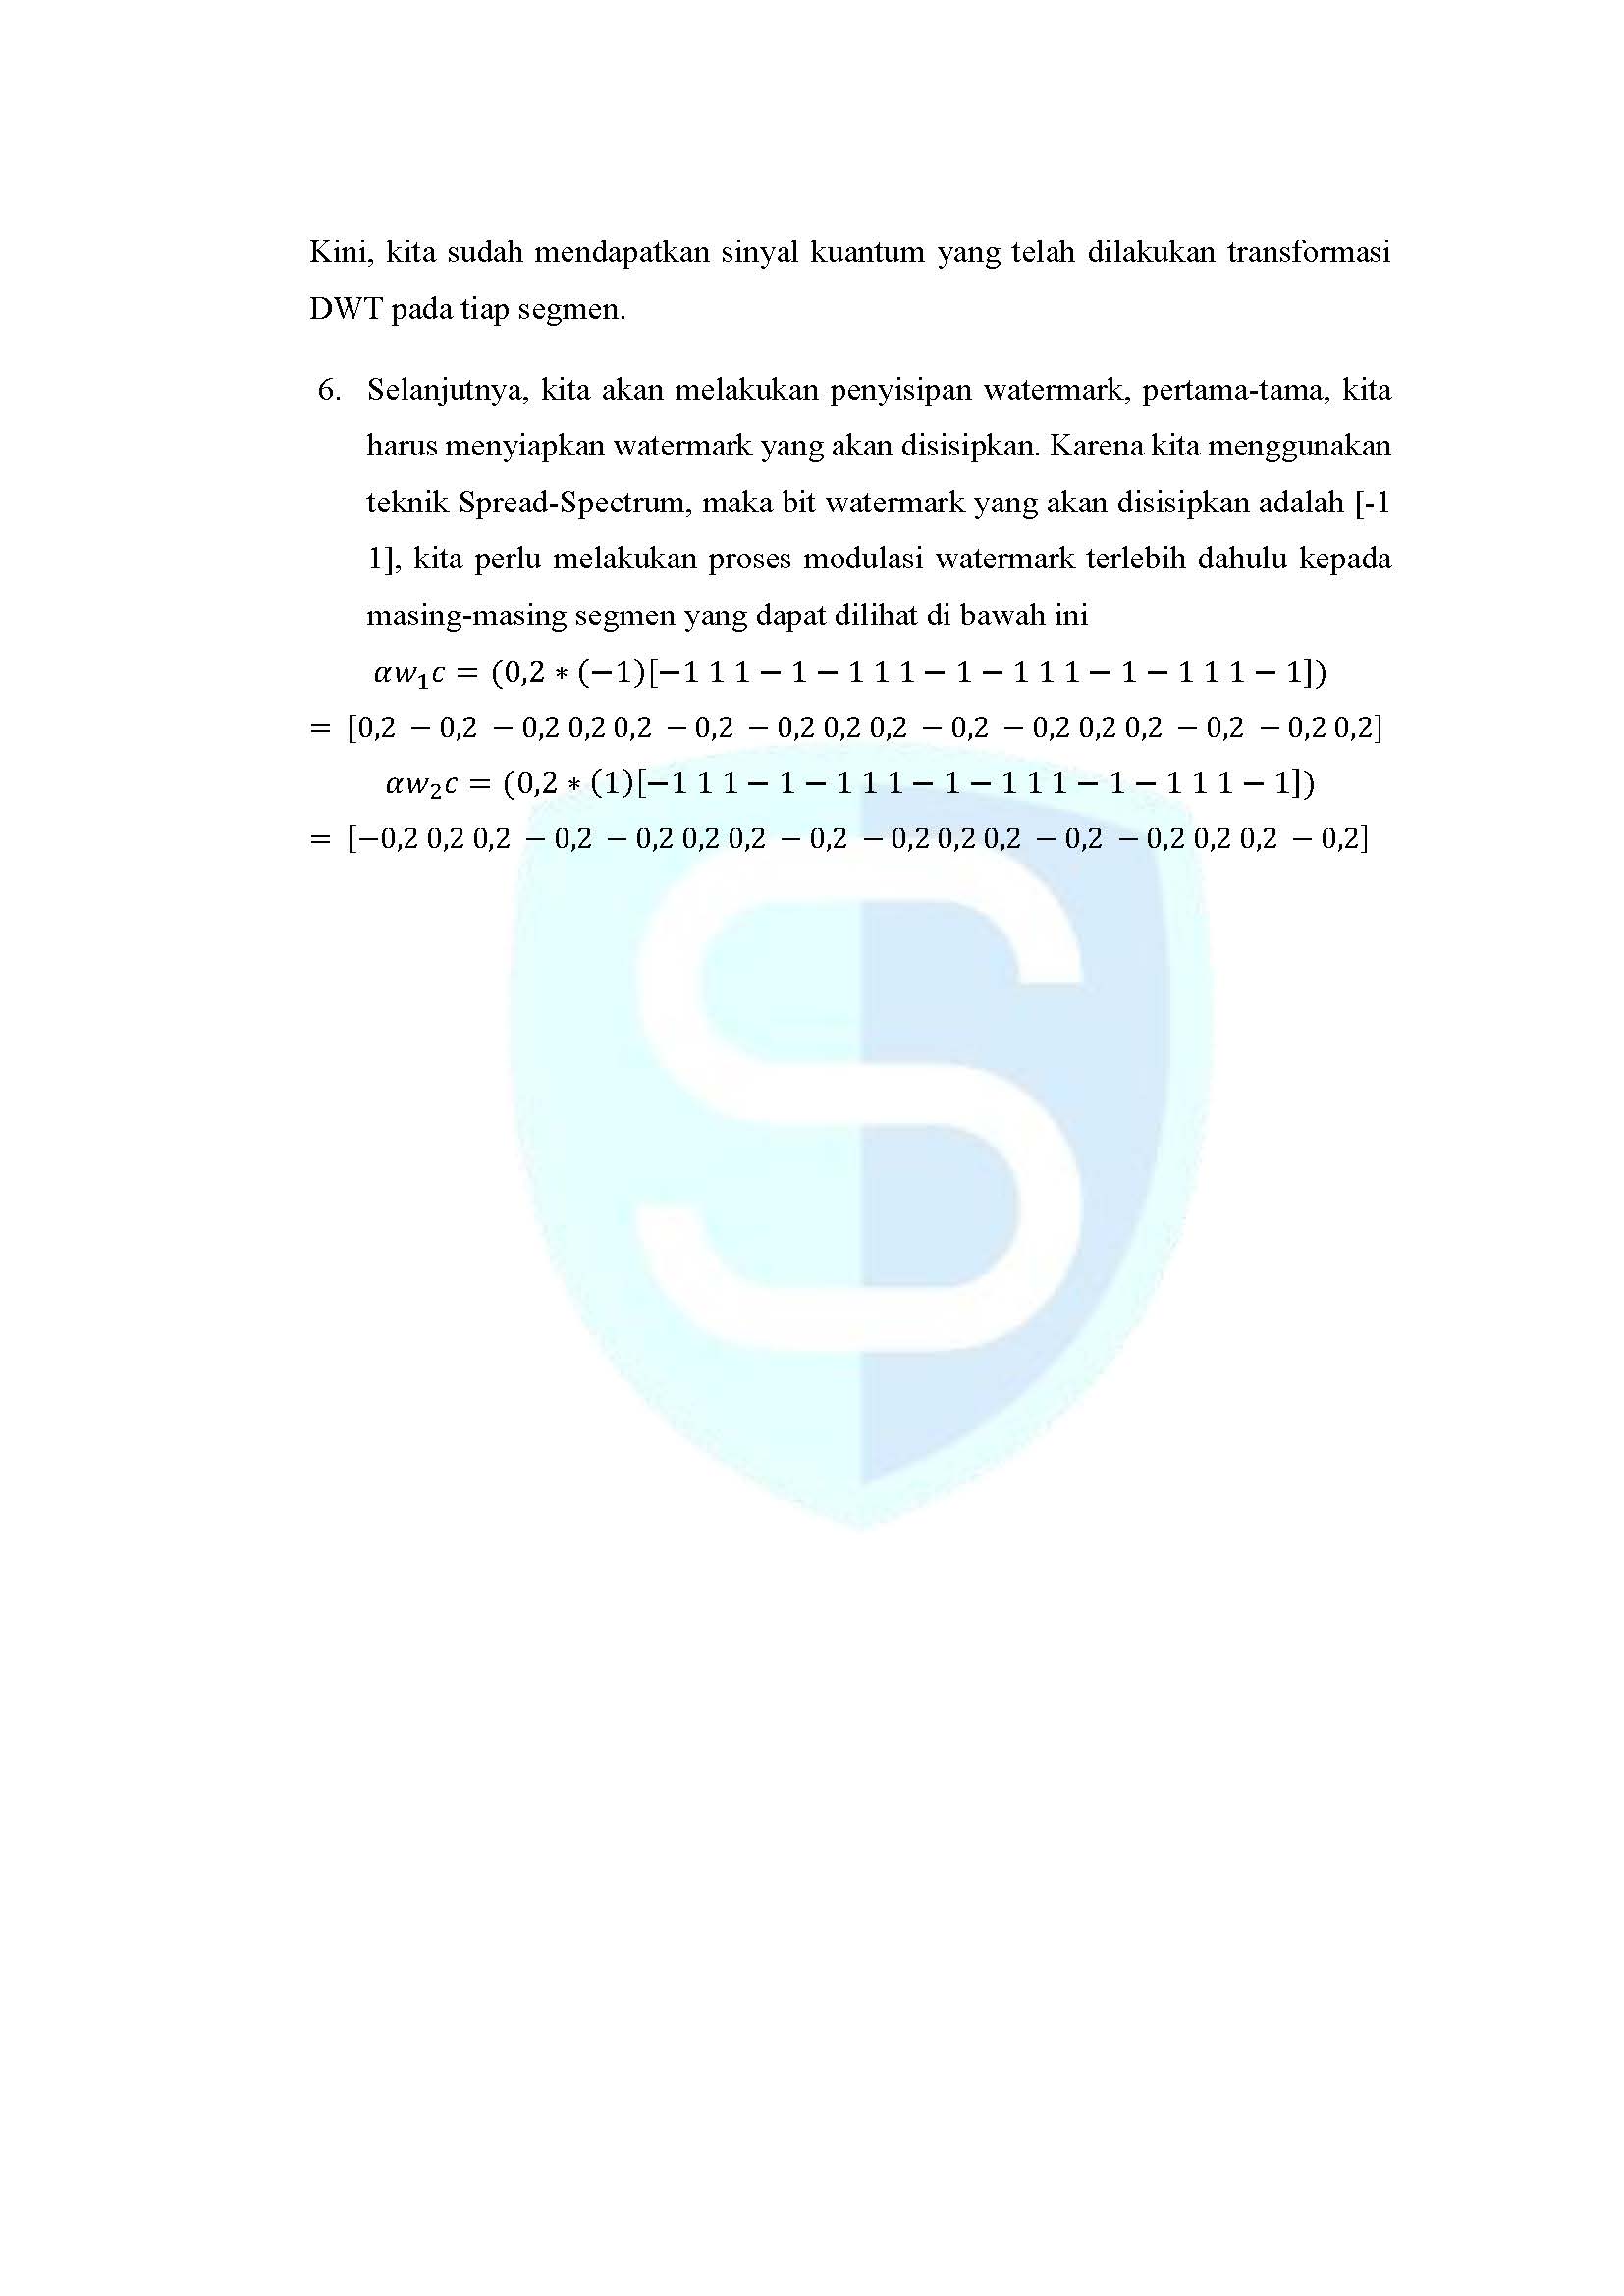 Kini, kita sudah mendapatkan sinyal kuantum yang telah dilakukan transformasi
DWT pada tiap segmen.
6. Selanjutnya, kita akan melakukan penyisipan watermark, pertama-tama, kita
harus menyiapkan watermark yang akan disisipkan. Karena kita menggunakan
teknik Spread-Spectrum, maka bit watermark yang akan disisipkan adalah [-1
1], kita perlu melakukan proses modulasi watermark terlebih dahulu kepada
masing-masing segmen yang dapat dilihat di bawah ini
αw₁c = (0,2 ∗ (−1)[−1 1 1 − 1 − 1 1 1 − 1 − 1 1 1 − 1 − 1 1 1 − 1])
= [0,2 − 0,2 − 0,2 0,2 0,2 − 0,2 − 0,2 0,2 0,2 − 0,2 − 0,2 0,2 0,2 − 0,2 − 0,2 0,2]
αw₂c = (0,2 ∗ (1)[−1 1 1 − 1 − 1 1 1 − 1 − 1 1 1 − 1 − 1 1 1 − 1])
= [−0,2 0,2 0,2 − 0,2 − 0,2 0,2 0,2 − 0,2 − 0,2 0,2 0,2 − 0,2 − 0,2 0,2 0,2 − 0,2]